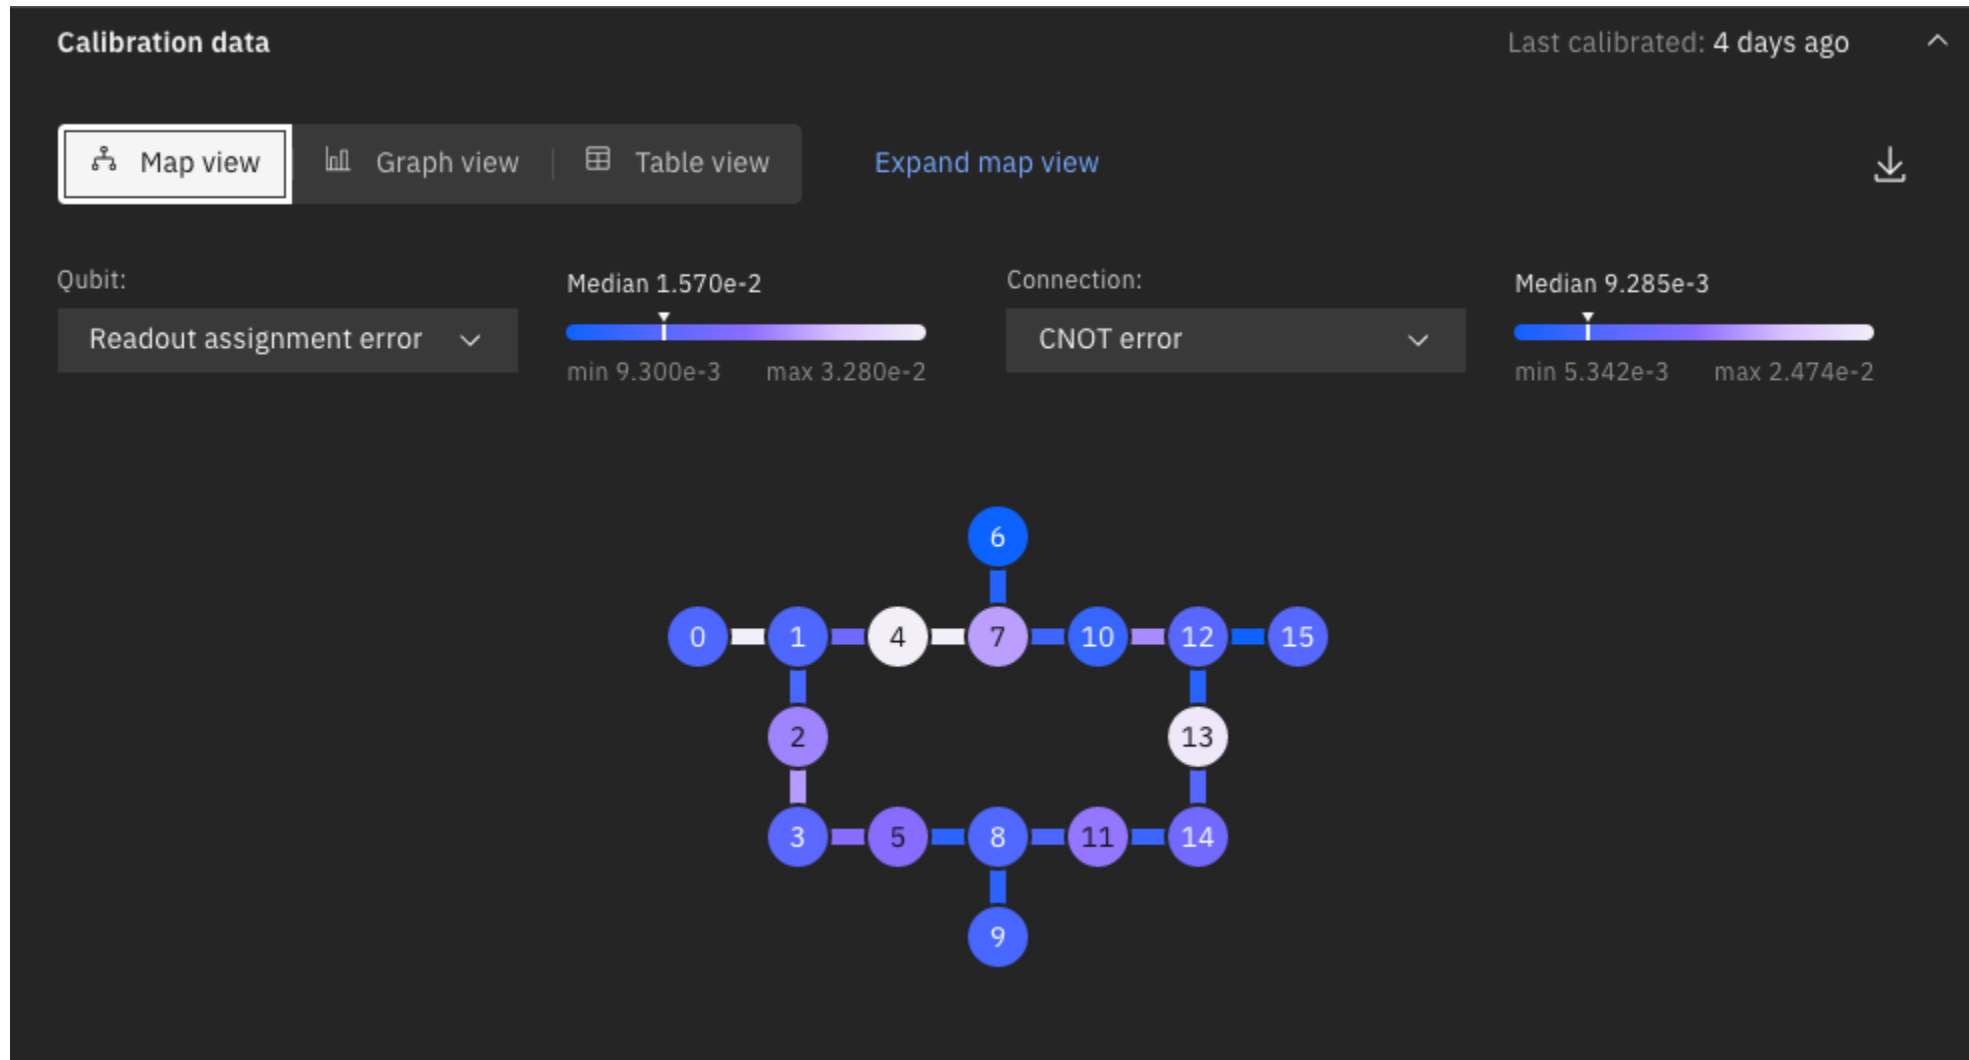 Calibration data
Last calibrated: 4 days ago
Map view
Graph view
Table view
Expand map view
Qubit:
Readout assignment error
Median 1.570e-2
min 9.300e-3 max 3.280e-2
Connection:
CNOT error
Median 9.285e-3
min 5.342e-3 max 2.474e-2
6
0 1 4 7 10 12 15
2 13
3 5 8 11 14
9